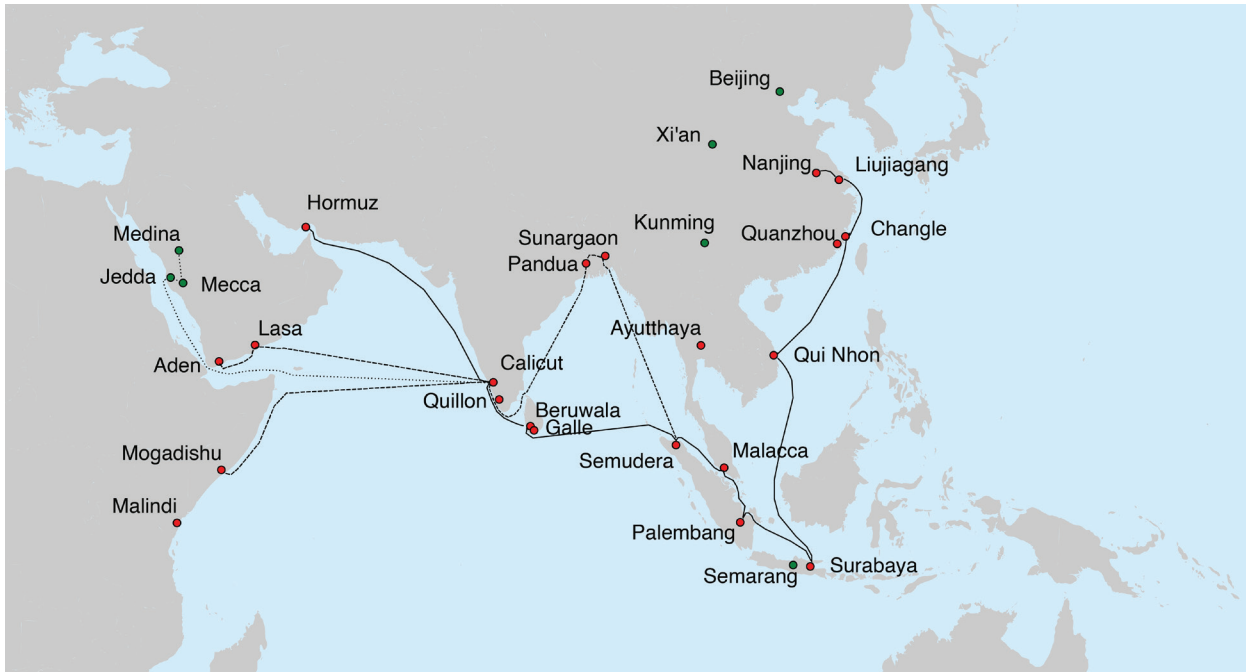 Beijing
Xi'an
Nanjing
Liujiagang
Hormuz
Kunming
Quanzhou
Changle
Medina
Sunargaon
Pandua
Jedda
Mecca
Lasa
Ayutthaya
Aden
Calicut
Qui Nhon
Quillon
Beruwala
Galle
Mogadishu
Semudera
Malacca
Malindi
Palembang
Semarang
Surabaya